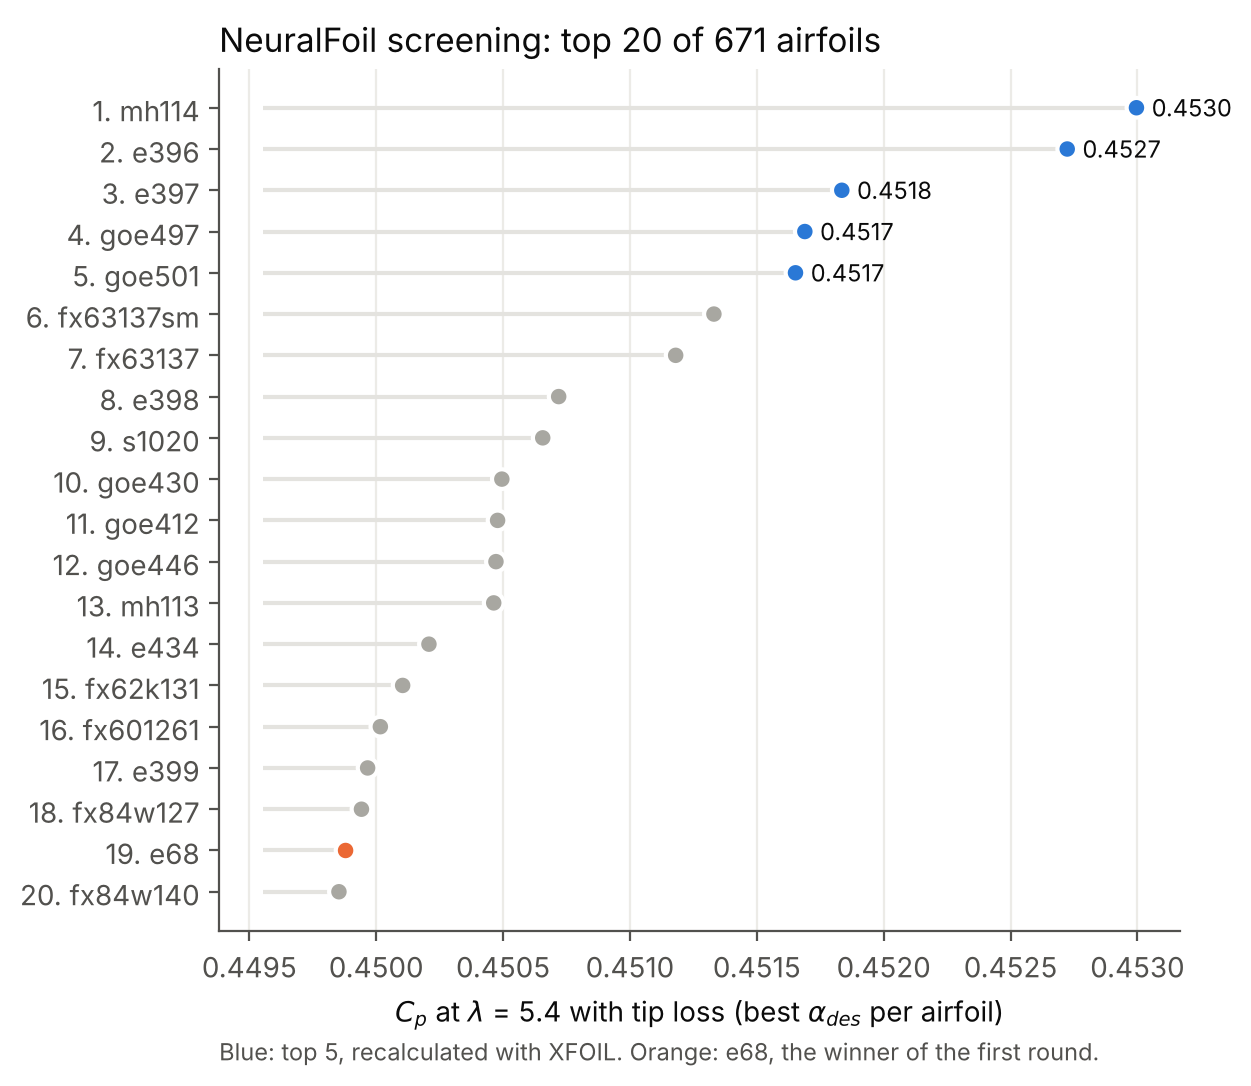 NeuralFoil screening: top 20 of 671 airfoils
1. mh114
0.4530
2. e396
0.4527
3. e397
0.4518
4. goe497
0.4517
5. goe501
0.4517
6. fx63137sm
7. fx63137
8. e398
9. s1020
10. goe430
11. goe412
12. goe446
13. mh113
14. e434
15. fx62k131
16. fx601261
17. e399
18. fx84w127
19. e68
20. fx84w140
0.4495 0.4500 0.4505 0.4510 0.4515 0.4520 0.4525 0.4530
Cp at λ = 5.4 with tip loss (best αdes per airfoil)
Blue: top 5, recalculated with XFOIL. Orange: e68, the winner of the first round.